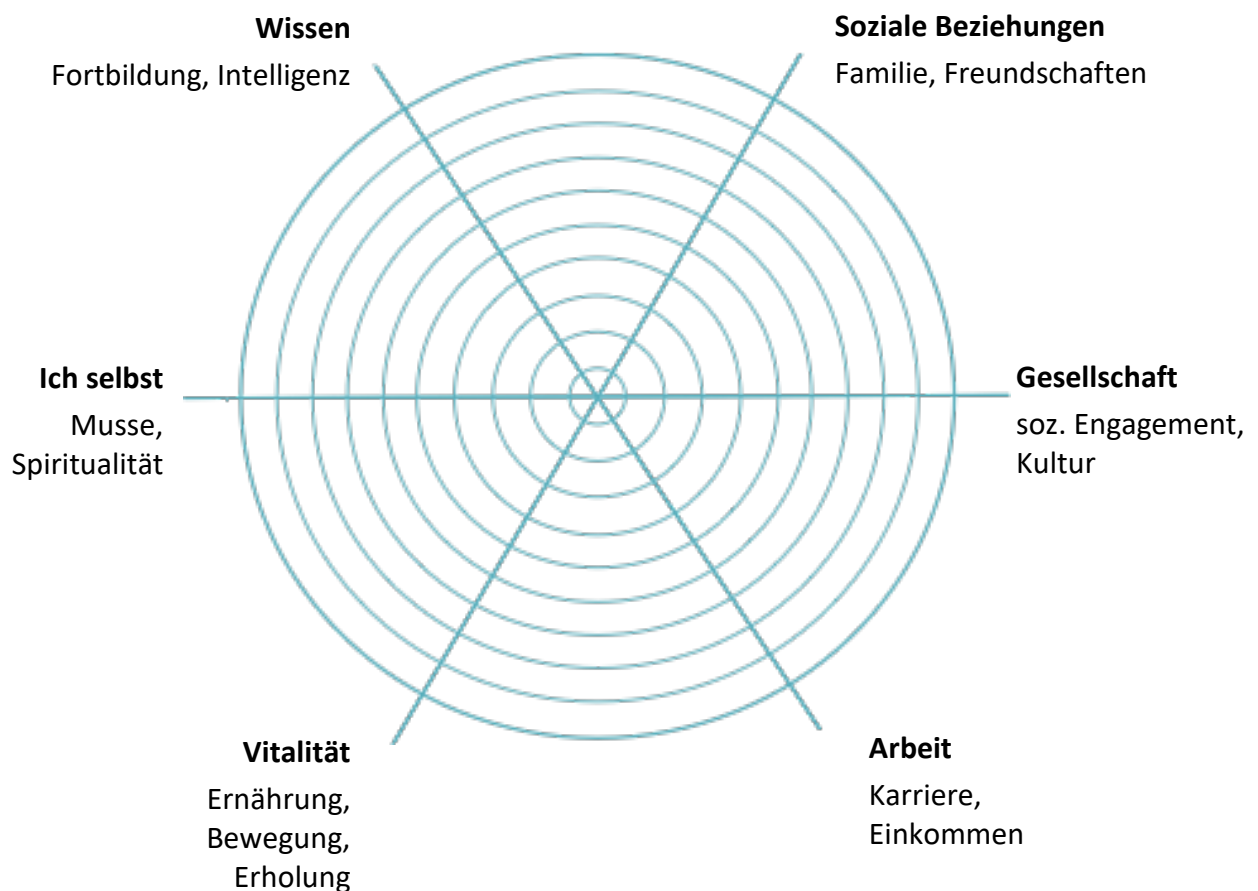 Wissen
Fortbildung, Intelligenz
Soziale Beziehungen
Familie, Freundschaften
Ich selbst
Musse,
Spiritualität
Gesellschaft
soz. Engagement,
Kultur
Vitalität
Ernährung,
Bewegung,
Erholung
Arbeit
Karriere,
Einkommen